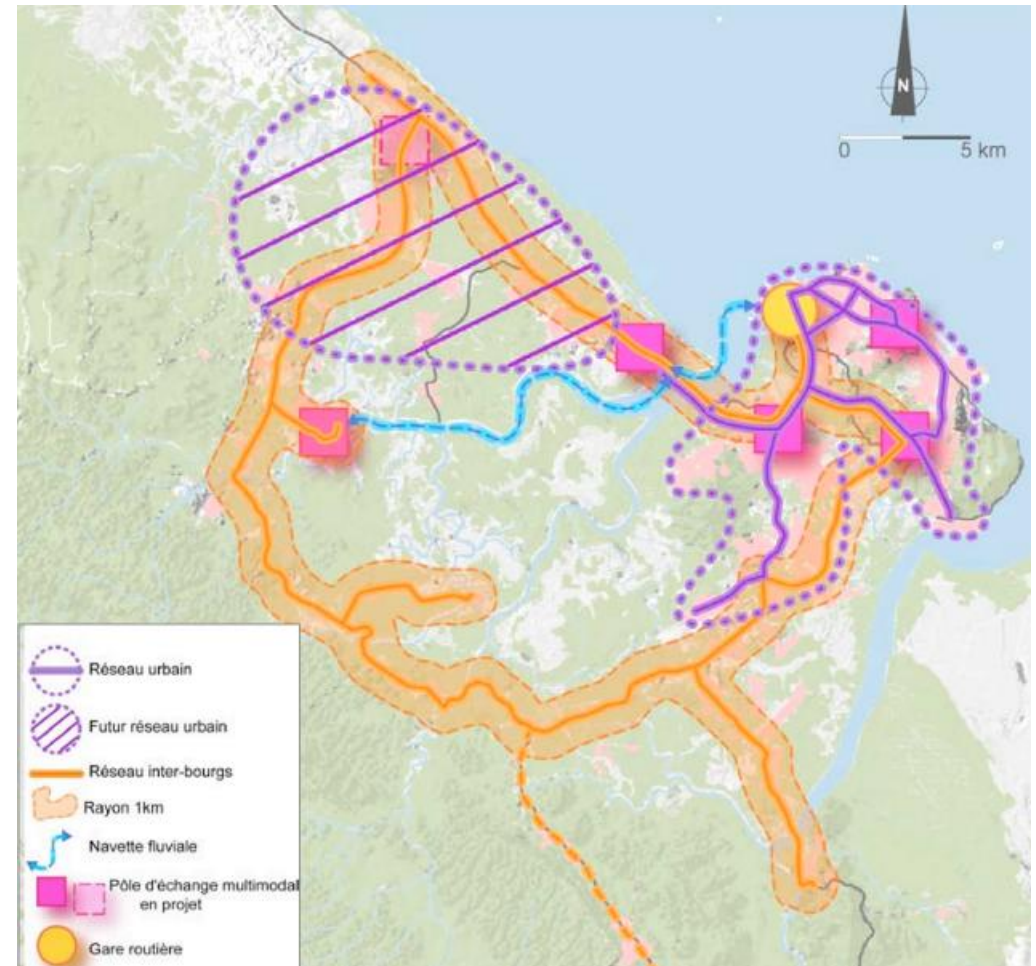 N
0 5 km
Réseau urbain
Futur réseau urbain
Réseau inter-bourgs
Rayon 1km
Navette fluviale
Pôle d'échange multimodal
en projet
Gare routière